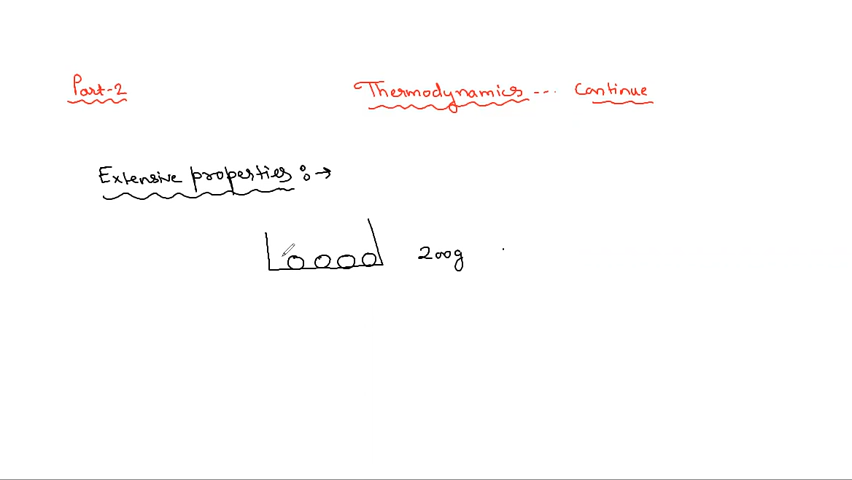 Part-2 Thermodynamics --.. Continue
Extensive properties :→
200g